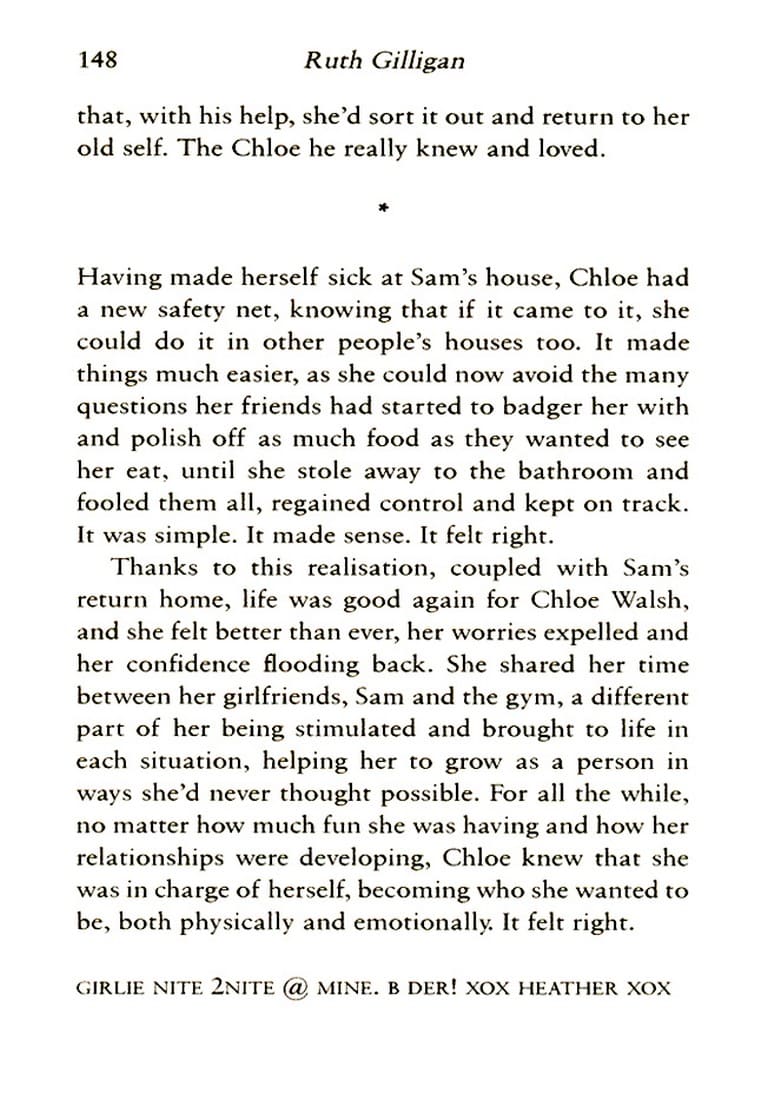 148 Ruth Gilligan
that, with his help, she'd sort it out and return to her
old self. The Chloe he really knew and loved.
*
Having made herself sick at Sam's house, Chloe had
a new safety net, knowing that if it came to it, she
could do it in other people's houses too. It made
things much easier, as she could now avoid the many
questions her friends had started to badger her with
and polish off as much food as they wanted to see
her eat, until she stole away to the bathroom and
fooled them all, regained control and kept on track.
It was simple. It made sense. It felt right.
Thanks to this realisation, coupled with Sam's
return home, life was good again for Chloe Walsh,
and she felt better than ever, her worries expelled and
her confidence flooding back. She shared her time
between her girlfriends, Sam and the gym, a different
part of her being stimulated and brought to life in
each situation, helping her to grow as a person in
ways she'd never thought possible. For all the while,
no matter how much fun she was having and how her
relationships were developing, Chloe knew that she
was in charge of herself, becoming who she wanted to
be, both physically and emotionally. It felt right.
GIRLIE NITE 2NITE @ MINE. B DER! XOX HEATHER XOX